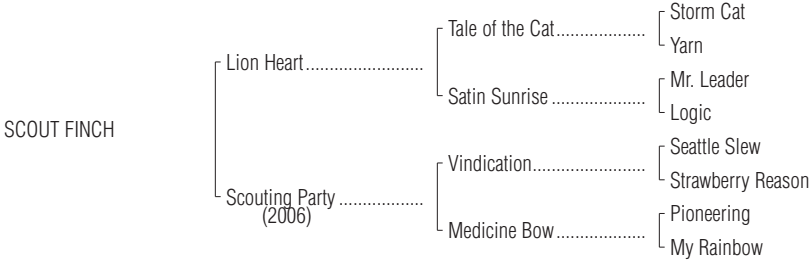 Storm Cat
Tale of the Cat....................
Yarn
Lion Heart.........................
Mr. Leader
Satin Sunrise ....................
Logic
SCOUT FINCH
Seattle Slew
Vindication........................
Strawberry Reason
Scouting Party ..................
(2006)
Pioneering
Medicine Bow...................
My Rainbow